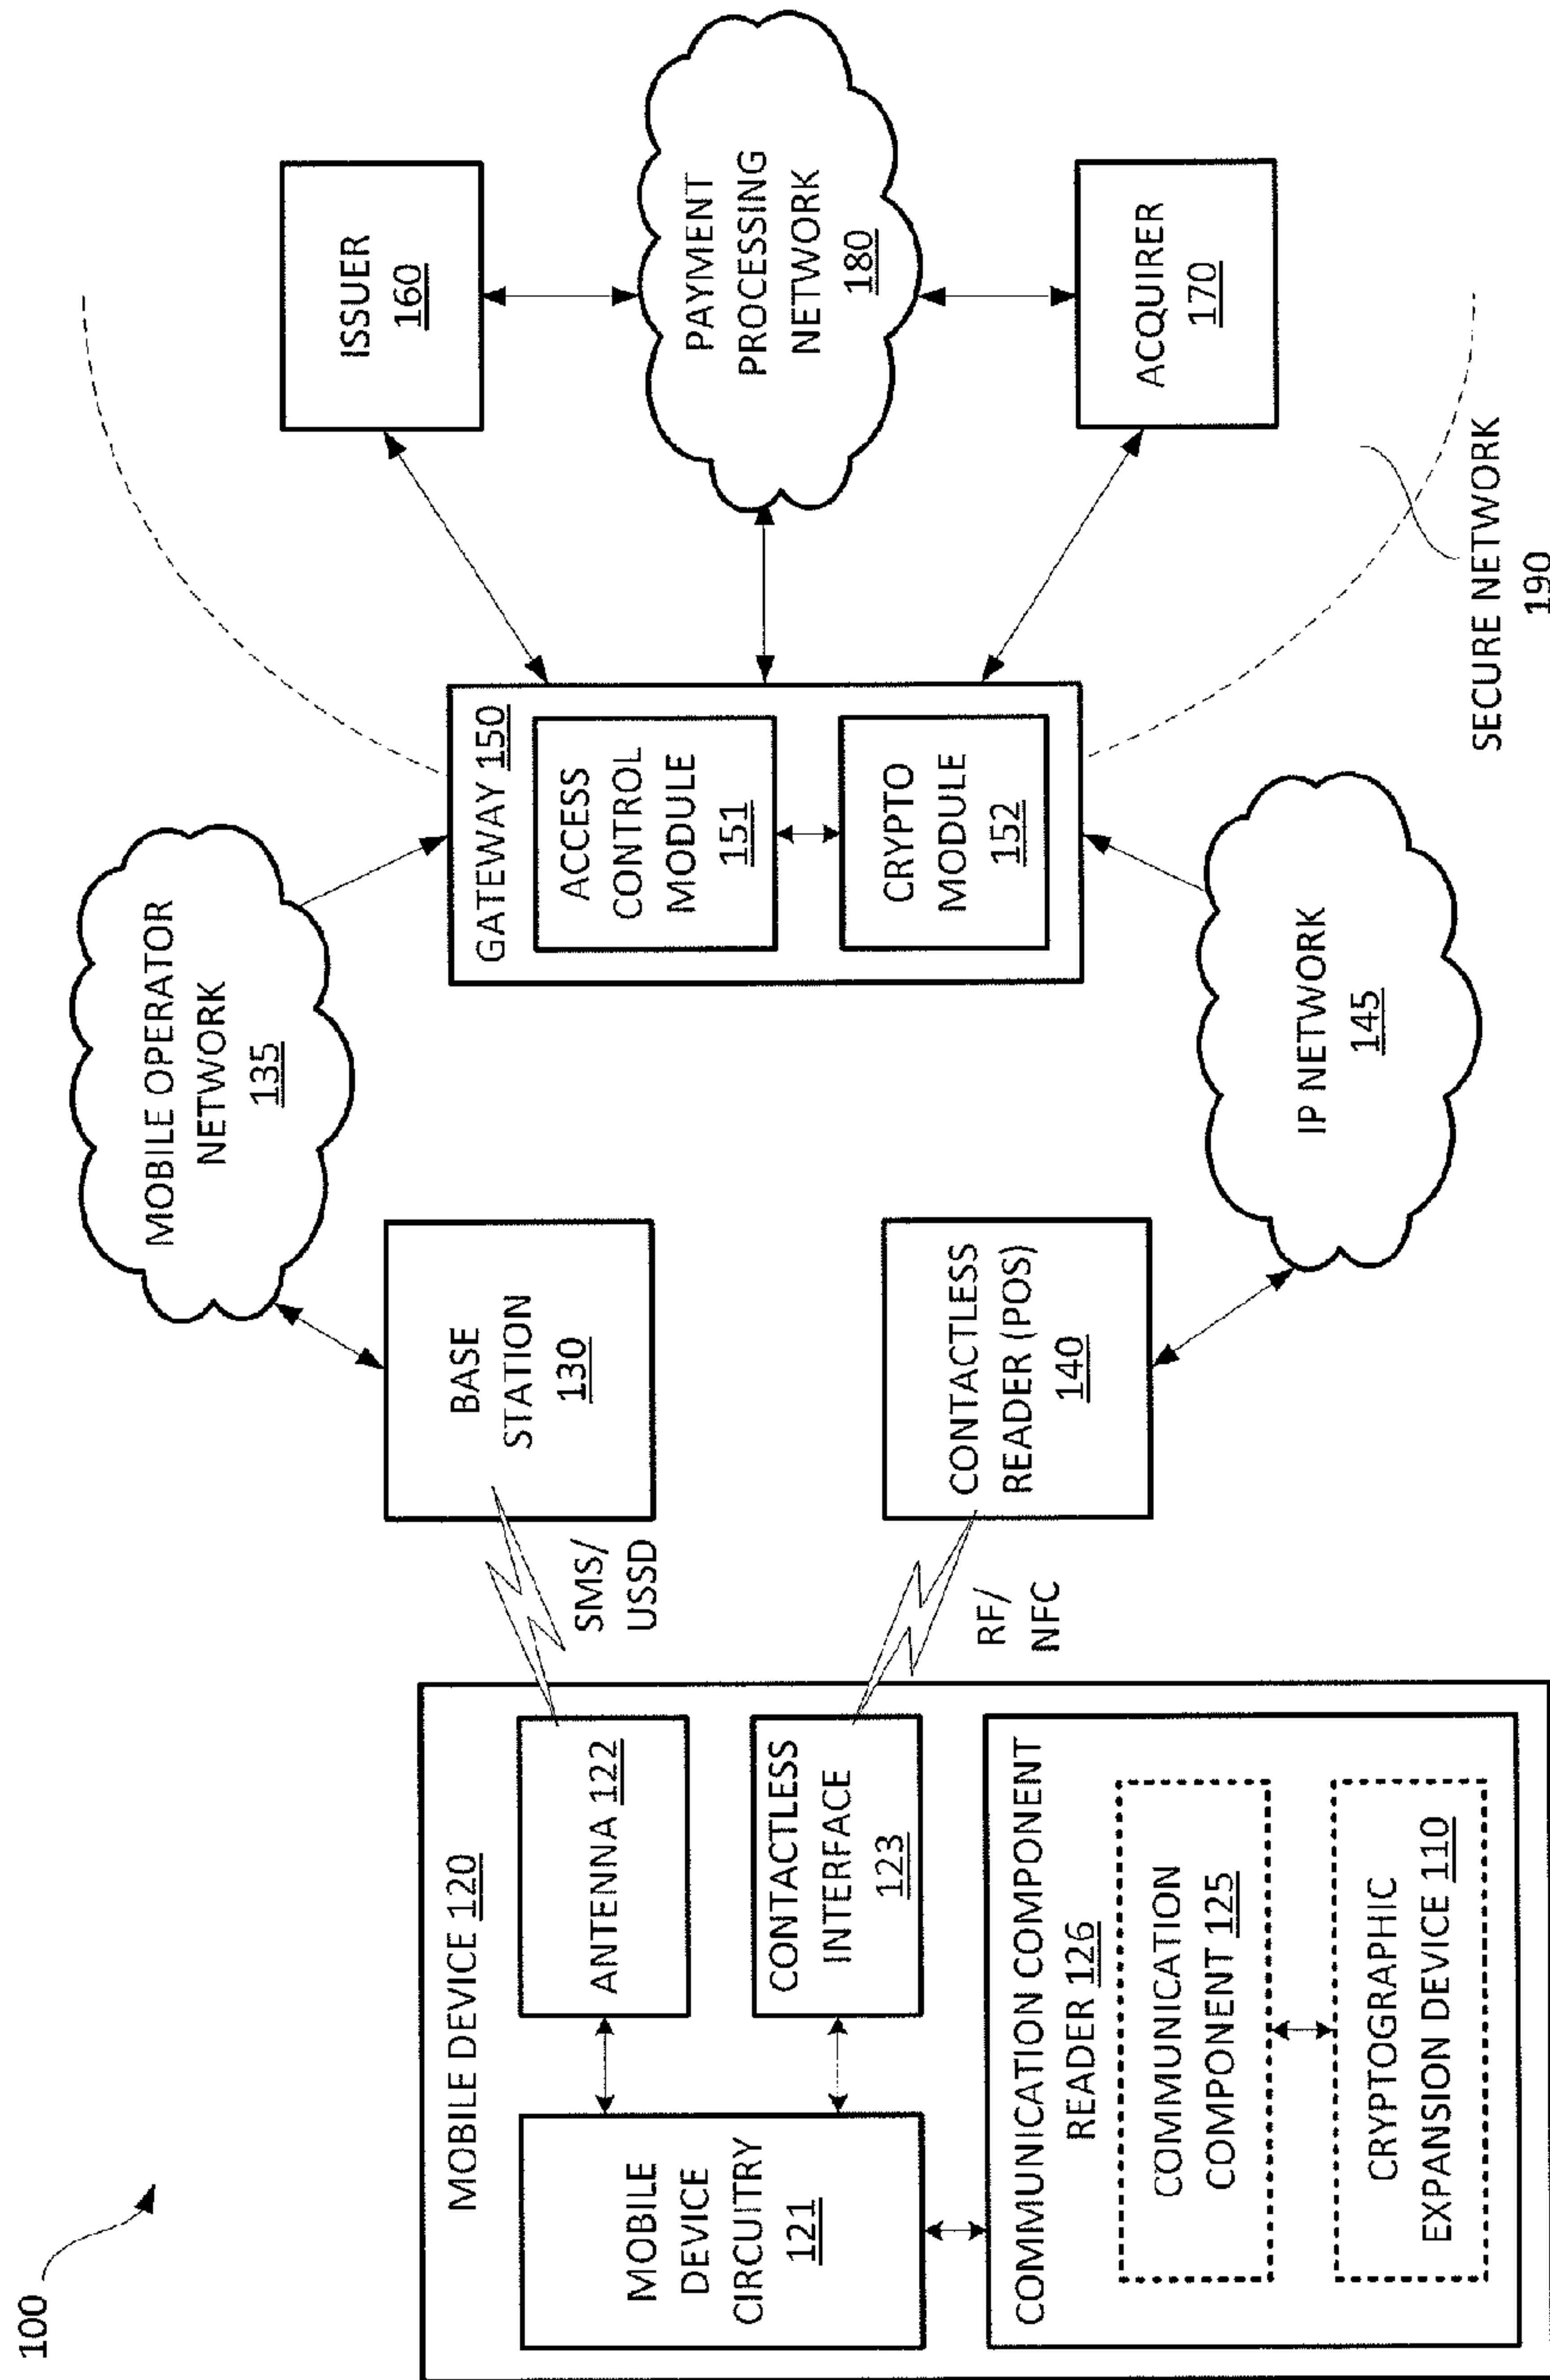 100
MOBILE DEVICE 120
MOBILE
DEVICE
CIRCUITRY
121
ANTENNA 122
CONTACTLESS
INTERFACE
123
COMMUNICATION COMPONENT
READER 126
COMMUNICATION
COMPONENT 125
CRYPTOGRAPHIC
EXPANSION DEVICE 110
SMS/
USSD
RF/
NFC
BASE
STATION
130
CONTACTLESS
READER (POS)
140
MOBILE OPERATOR
NETWORK
135
IP NETWORK
145
GATEWAY 150
ACCESS
CONTROL
MODULE
151
CRYPTO
MODULE
152
ISSUER
160
PAYMENT
PROCESSING
NETWORK
180
ACQUIRER
170
SECURE NETWORK
190